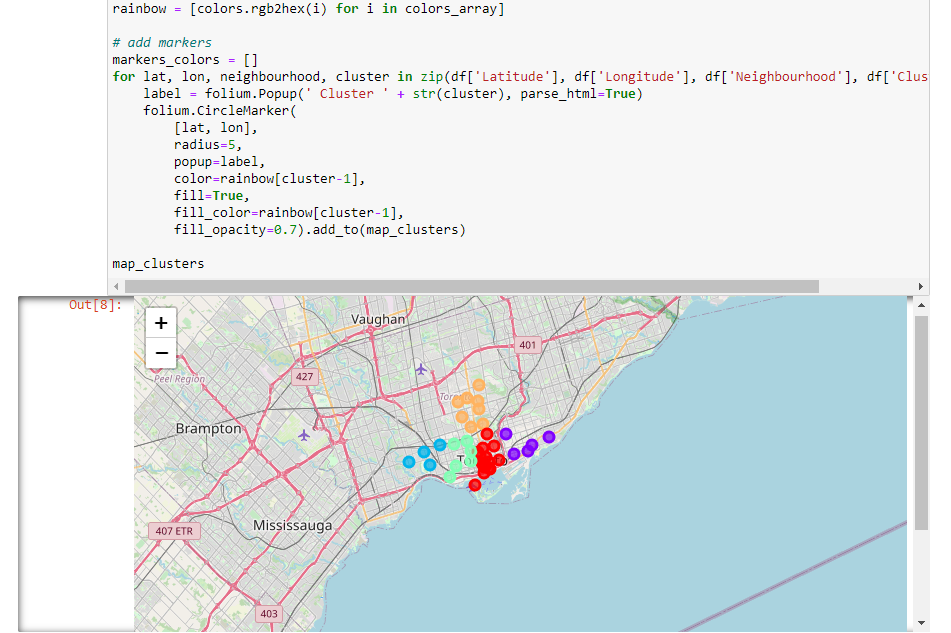 rainbow = [colors.rgb2hex(i) for i in colors_array]
# add markers
markers_colors = []
for lat, lon, neighbourhood, cluster in zip(df['Latitude'], df['Longitude'], df['Neighbourhood'], df['Clus
    label = folium.Popup(' Cluster ' + str(cluster), parse_html=True)
    folium.CircleMarker(
        [lat, lon],
        radius=5,
        popup=label,
        color=rainbow[cluster-1],
        fill=True,
        fill_color=rainbow[cluster-1],
        fill_opacity=0.7).add_to(map_clusters)
map_clusters
Out[8]:
+
−
Vaughan
401
427
Peel Region
Brampton
407 ETR
Mississauga
403